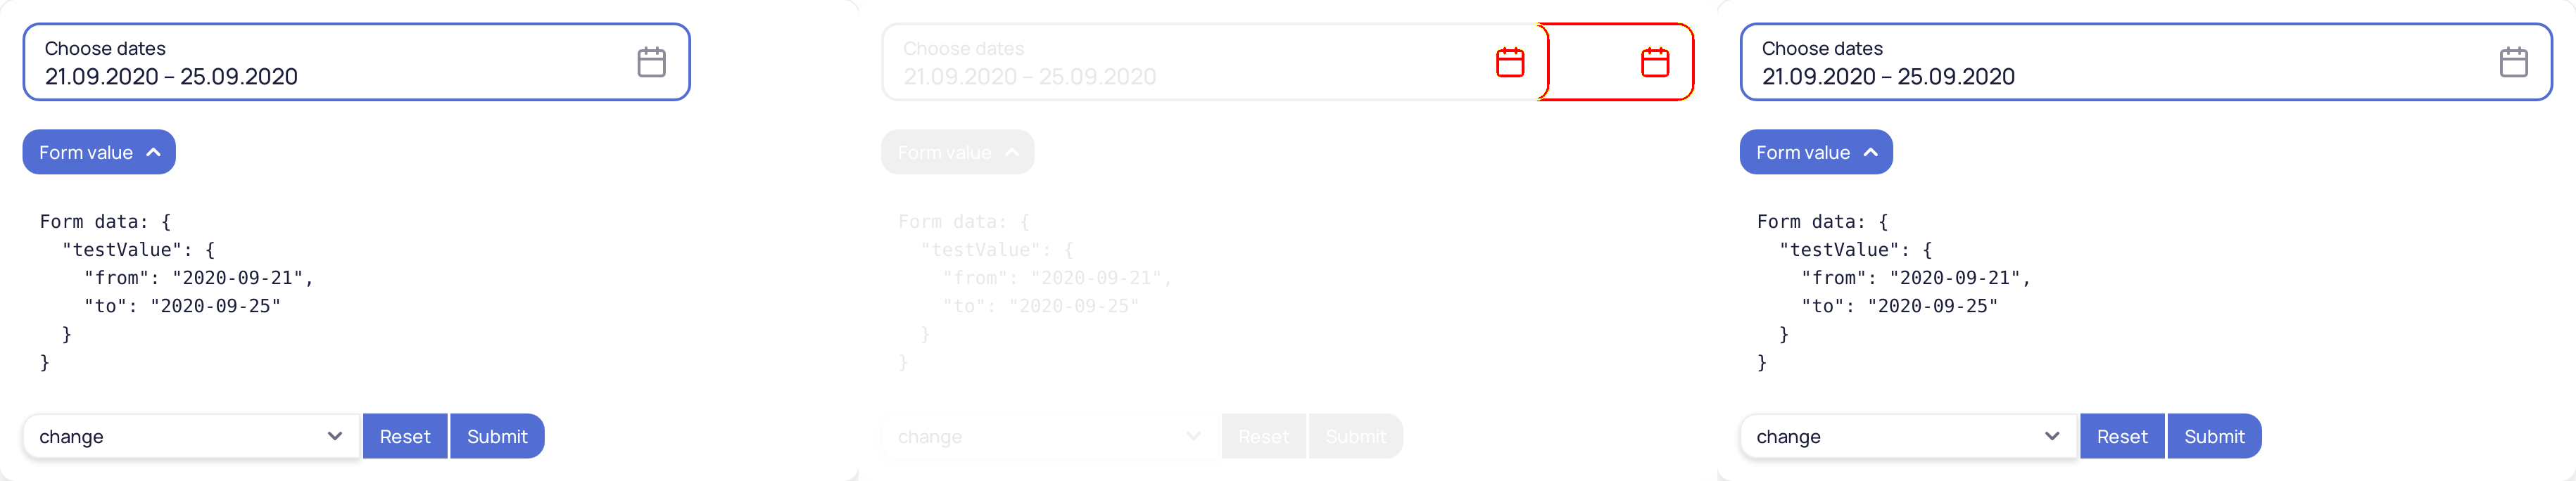 Choose dates
21.09.2020 – 25.09.2020
Form value
Form data: {
  "testValue": {
    "from": "2020-09-21",
    "to": "2020-09-25"
  }
}
change
Reset
Submit
Choose dates
21.09.2020 – 25.09.2020
Form value
Form data: {
  "testValue": {
    "from": "2020-09-21",
    "to": "2020-09-25"
  }
}
change
Reset
Submit
Choose dates
21.09.2020 – 25.09.2020
Form value
Form data: {
  "testValue": {
    "from": "2020-09-21",
    "to": "2020-09-25"
  }
}
change
Reset
Submit